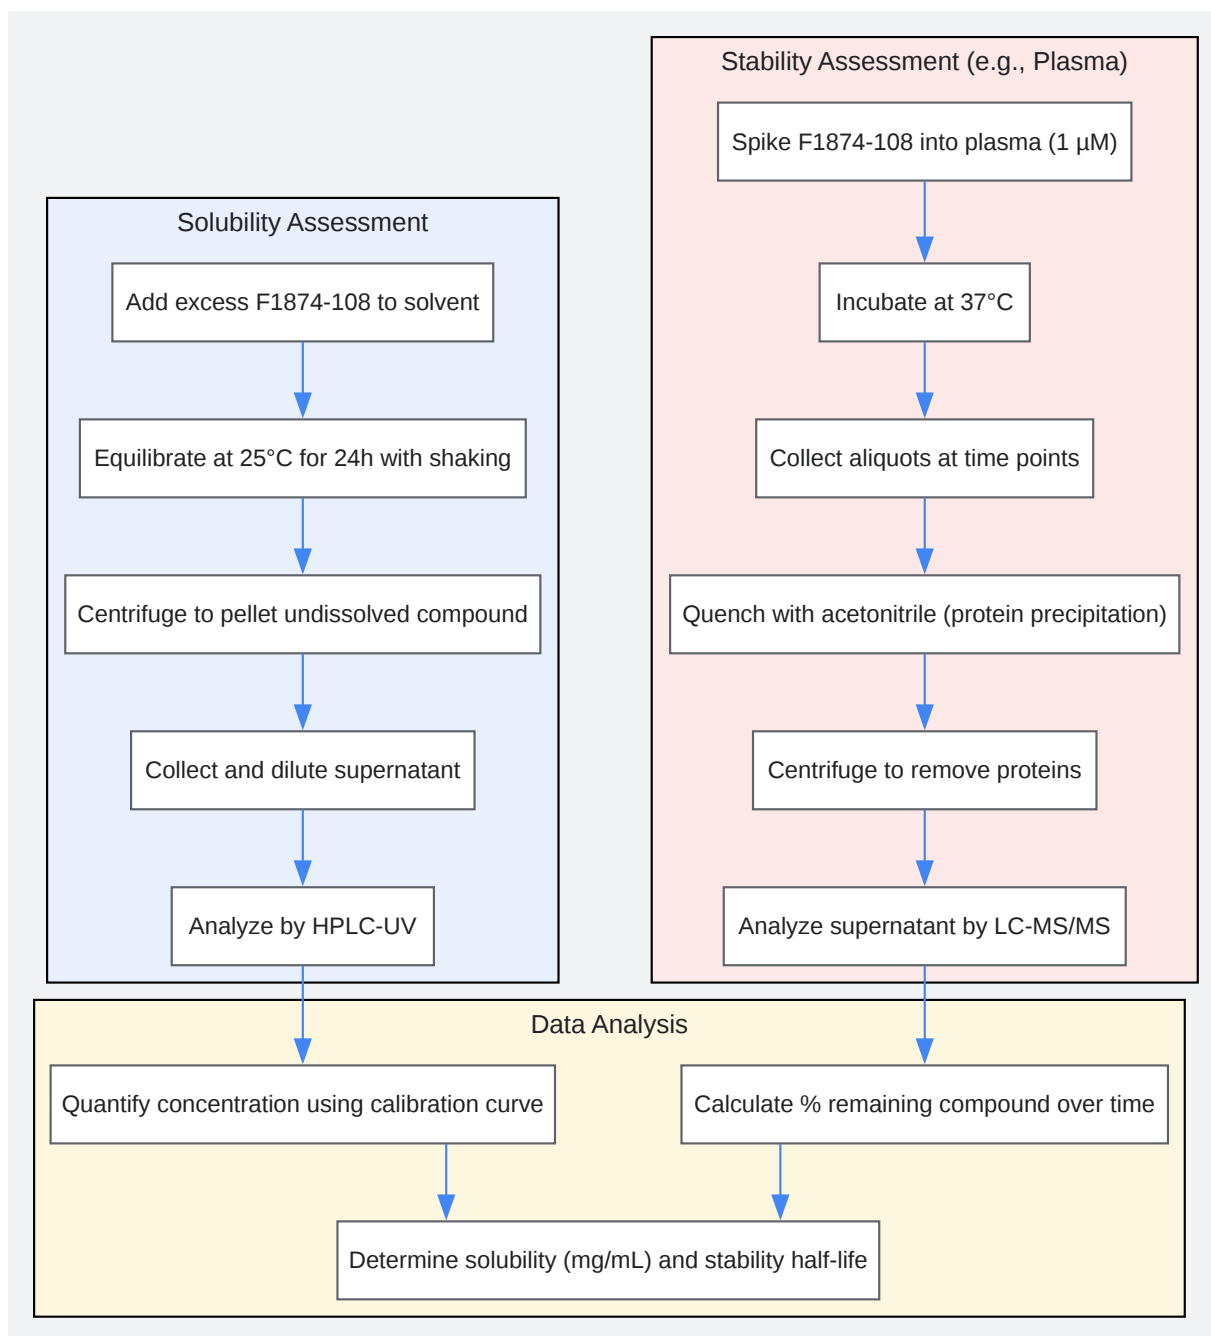 Solubility Assessment
Add excess F1874-108 to solvent
Equilibrate at 25°C for 24h with shaking
Centrifuge to pellet undissolved compound
Collect and dilute supernatant
Analyze by HPLC-UV
Stability Assessment (e.g., Plasma)
Spike F1874-108 into plasma (1 µM)
Incubate at 37°C
Collect aliquots at time points
Quench with acetonitrile (protein precipitation)
Centrifuge to remove proteins
Analyze supernatant by LC-MS/MS
Data Analysis
Quantify concentration using calibration curve
Calculate % remaining compound over time
Determine solubility (mg/mL) and stability half-life